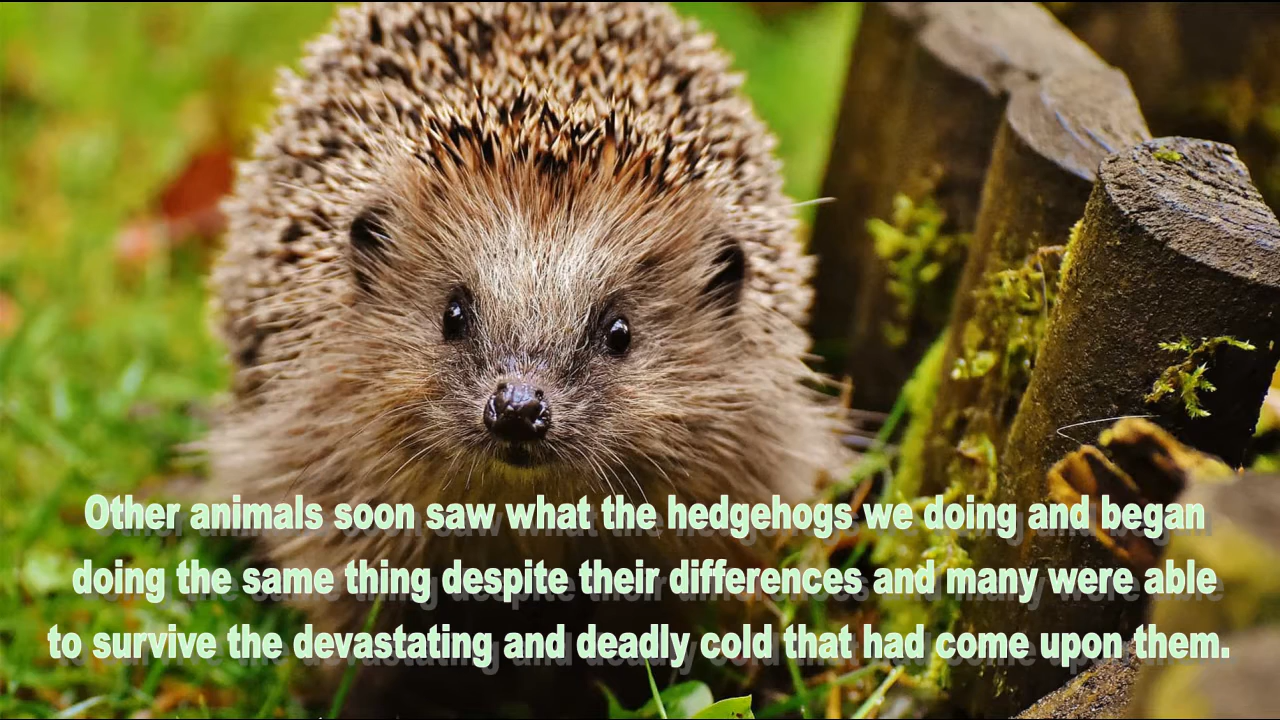 Other animals soon saw what the hedgehogs we doing and began
doing the same thing despite their differences and many were able
to survive the devastating and deadly cold that had come upon them.